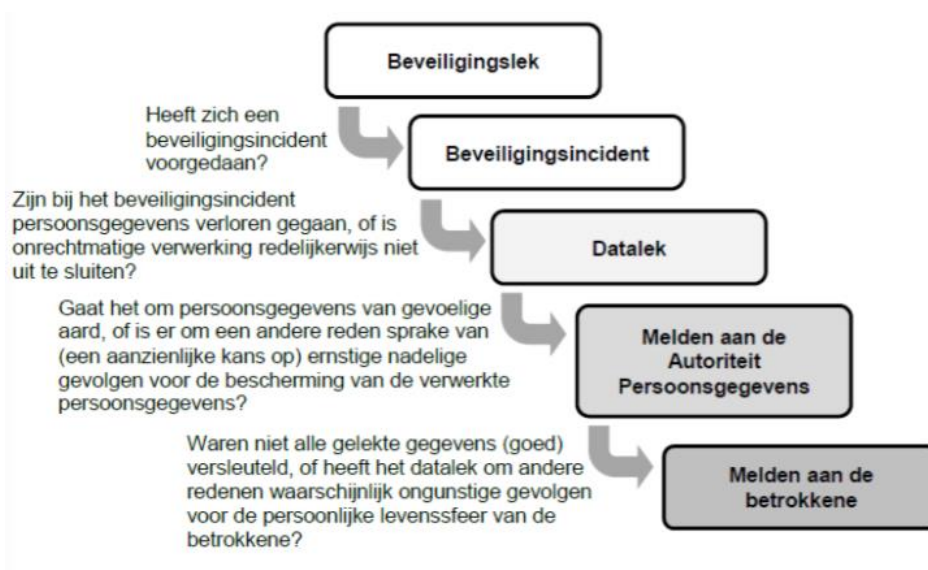 Beveiligingslek
Heeft zich een
beveiligingsincident
voorgedaan?
Beveiligingsincident
Zijn bij het beveiligingsincident
persoonsgegevens verloren gegaan, of is
onrechtmatige verwerking redelijkerwijs niet
uit te sluiten?
Datalek
Gaat het om persoonsgegevens van gevoelige
aard, of is er om een andere reden sprake van
(een aanzienlijke kans op) ernstige nadelige
gevolgen voor de bescherming van de verwerkte
persoonsgegevens?
Melden aan de
Autoriteit
Persoonsgegevens
Waren niet alle gelekte gegevens (goed)
versleuteld, of heeft het datalek om andere
redenen waarschijnlijk ongunstige gevolgen
voor de persoonlijke levenssfeer van de
betrokkene?
Melden aan de
betrokkene